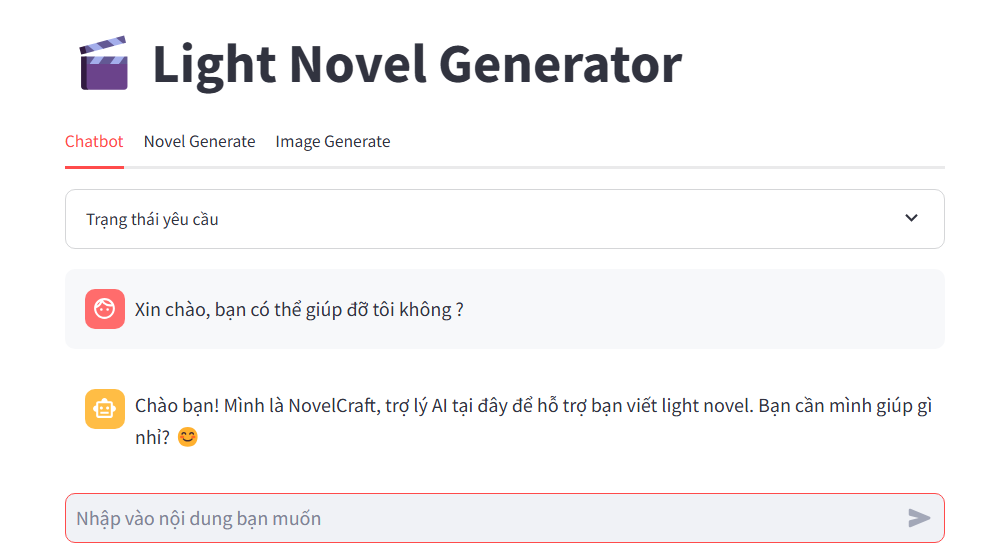 Light Novel Generator
Chatbot Novel Generate Image Generate
Trạng thái yêu cầu
Xin chào, bạn có thể giúp đỡ tôi không ?
Chào bạn! Mình là NovelCraft, trợ lý AI tại đây để hỗ trợ bạn viết light novel. Bạn cần mình giúp gì
nhỉ? 😊
Nhập vào nội dung bạn muốn